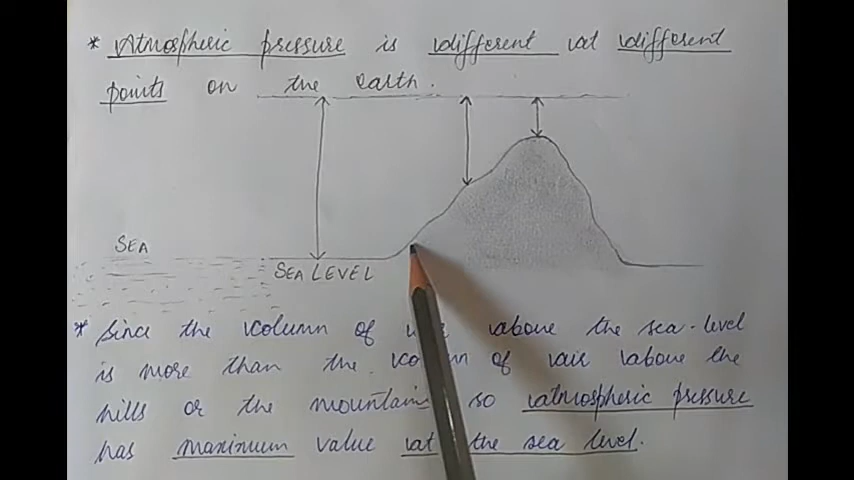 * Atmospheric pressure is different at different
points on the earth.
SEA
SEA LEVEL
* Since the column of above the sea-level
is more than the column of air above the
hills or the mountains so atmospheric pressure
has maximum value at the sea level.